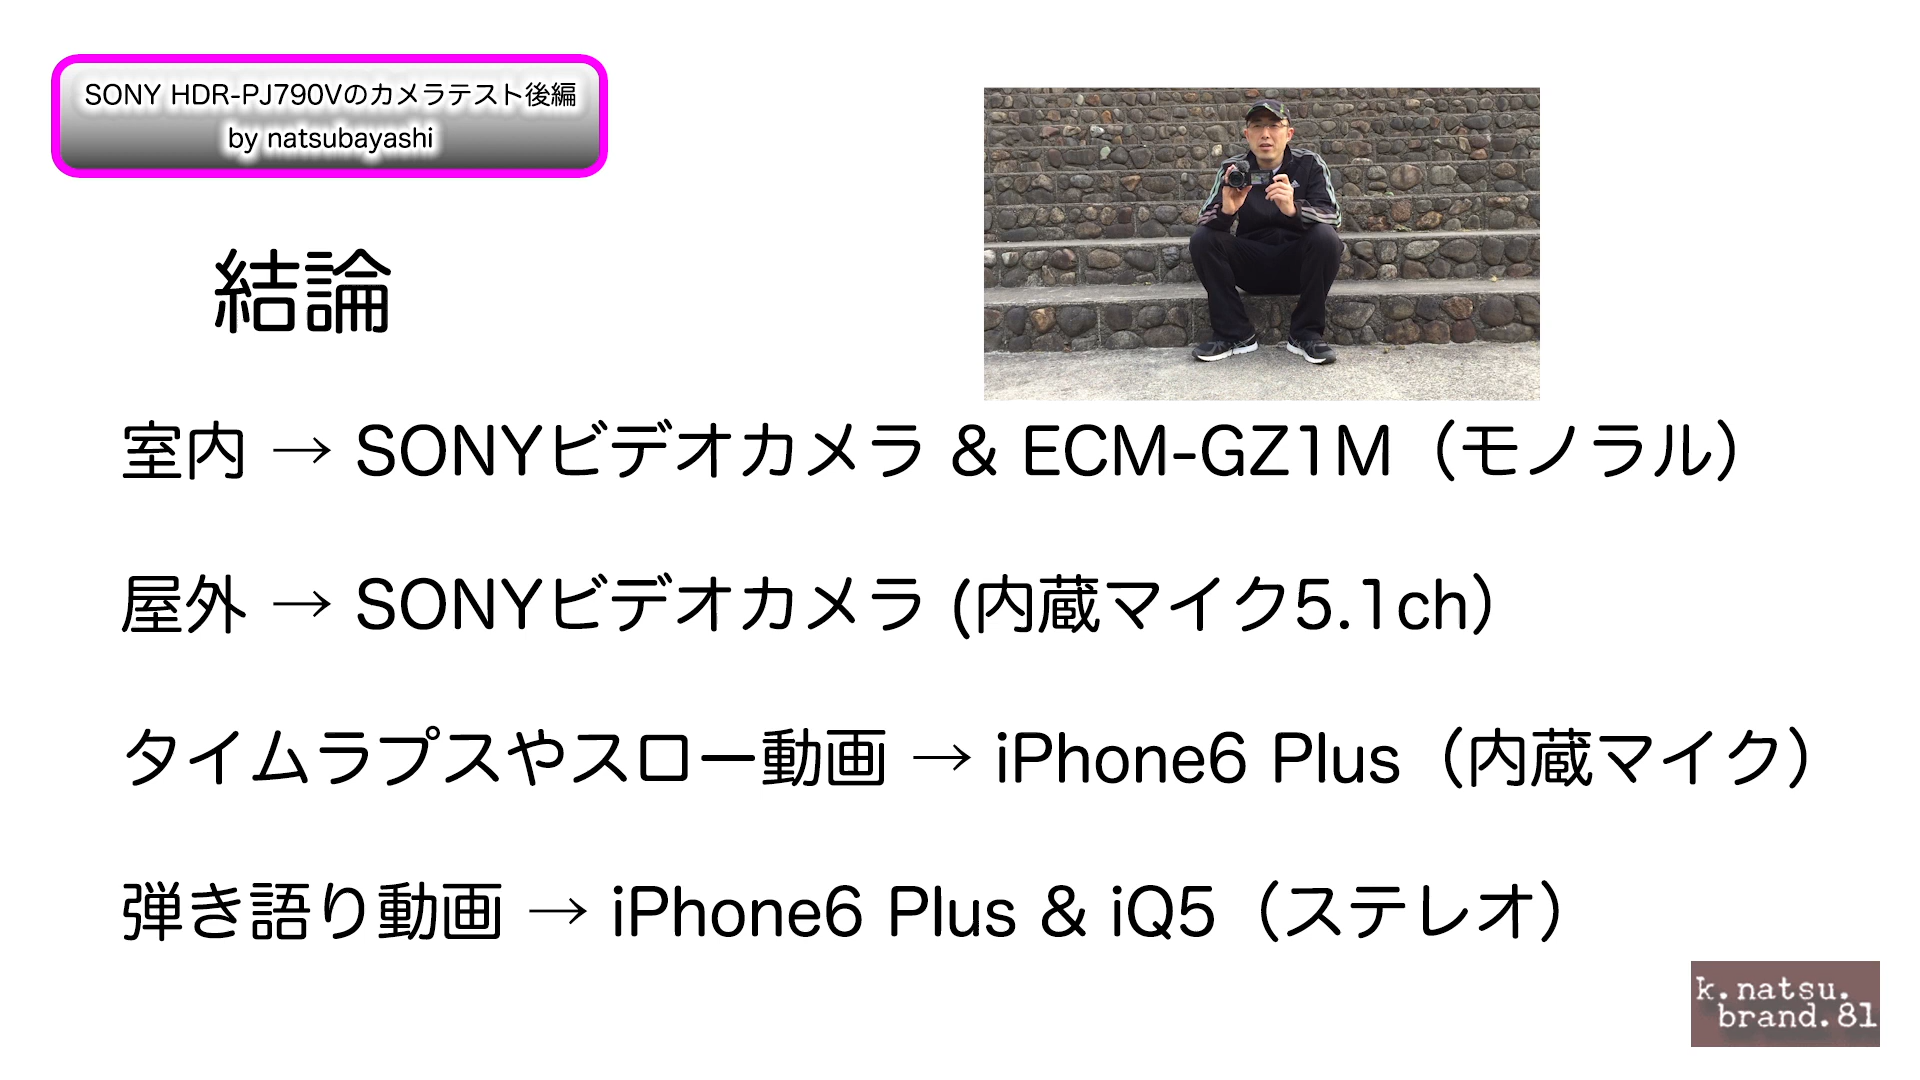 SONY HDR-PJ790Vのカメラテスト後編
by natsubayashi
結論
室内 → SONYビデオカメラ & ECM-GZ1M（モノラル）
屋外 → SONYビデオカメラ (内蔵マイク5.1ch）
タイムラプスやスロー動画 → iPhone6 Plus（内蔵マイク）
弾き語り動画 → iPhone6 Plus & iQ5（ステレオ）
k.natsu.
brand.81